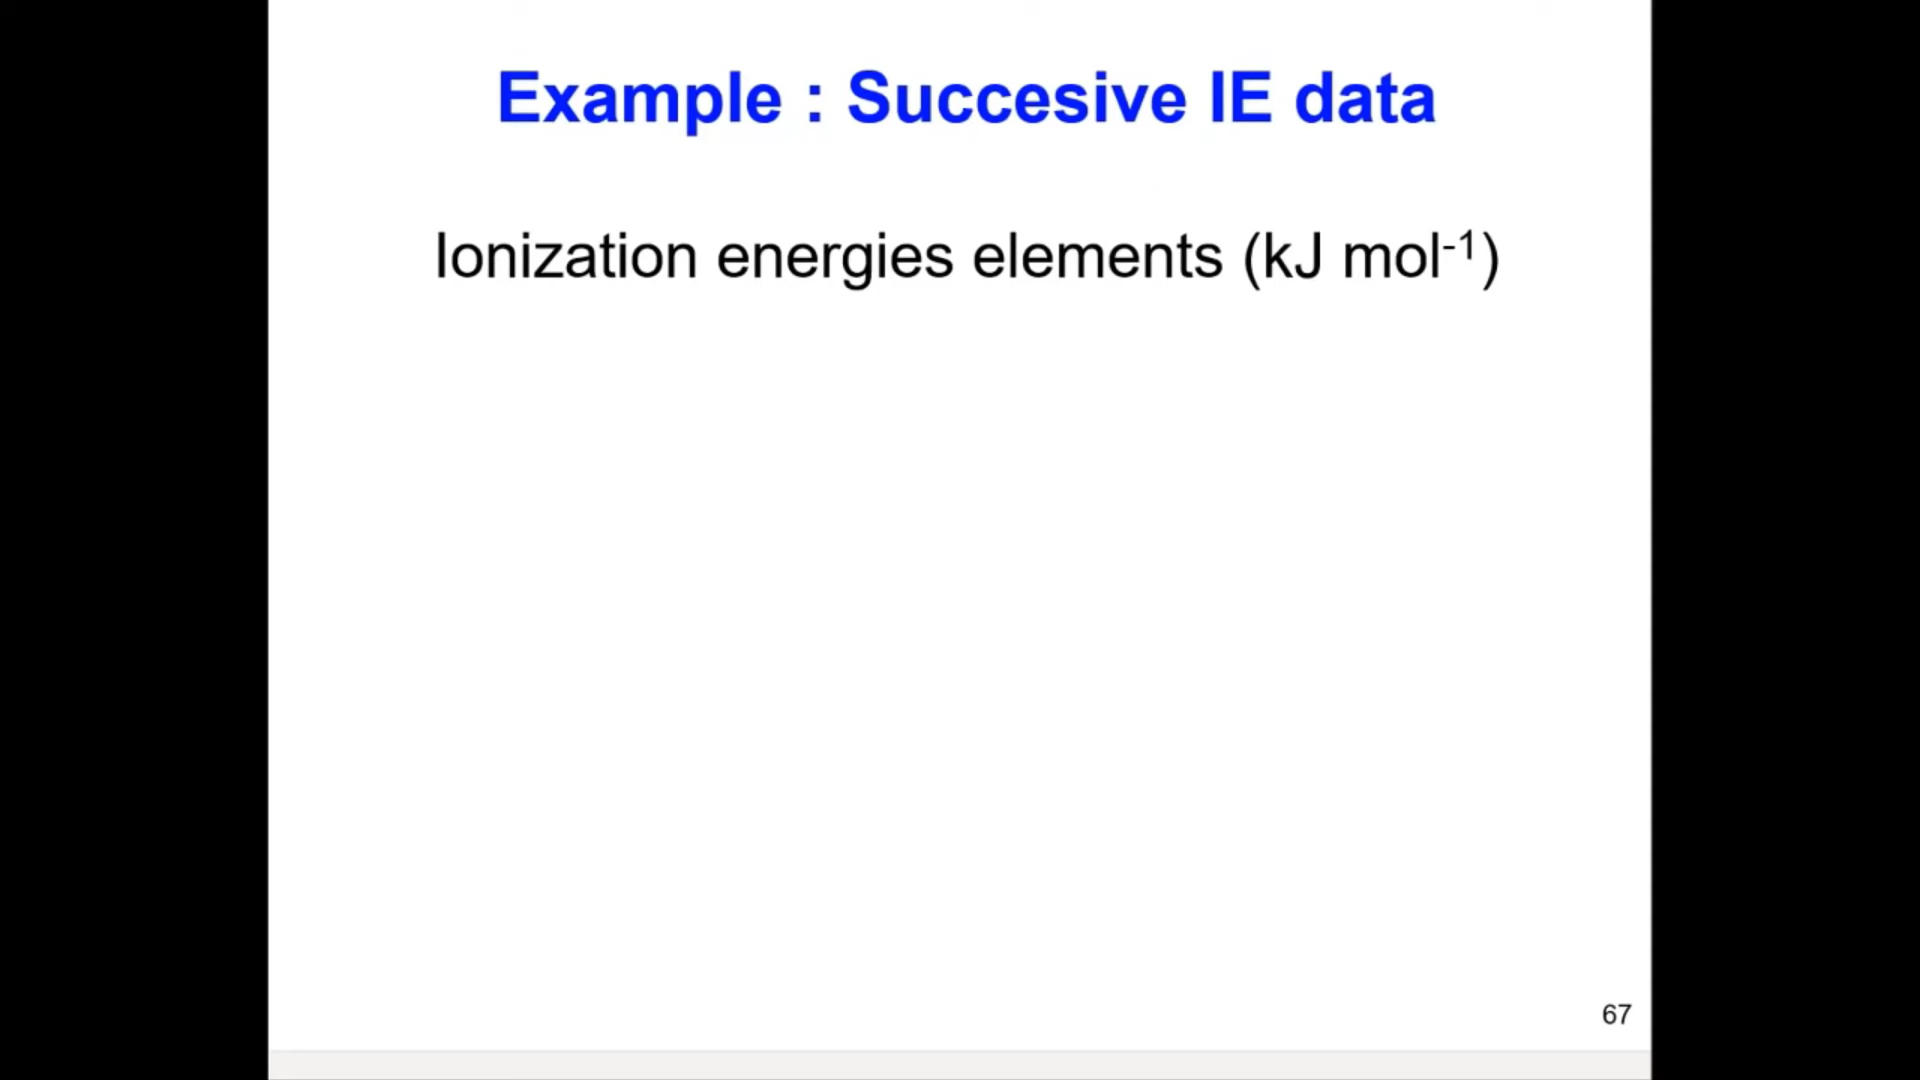 Example : Succesive IE data
Ionization energies elements (kJ mol⁻¹)
67